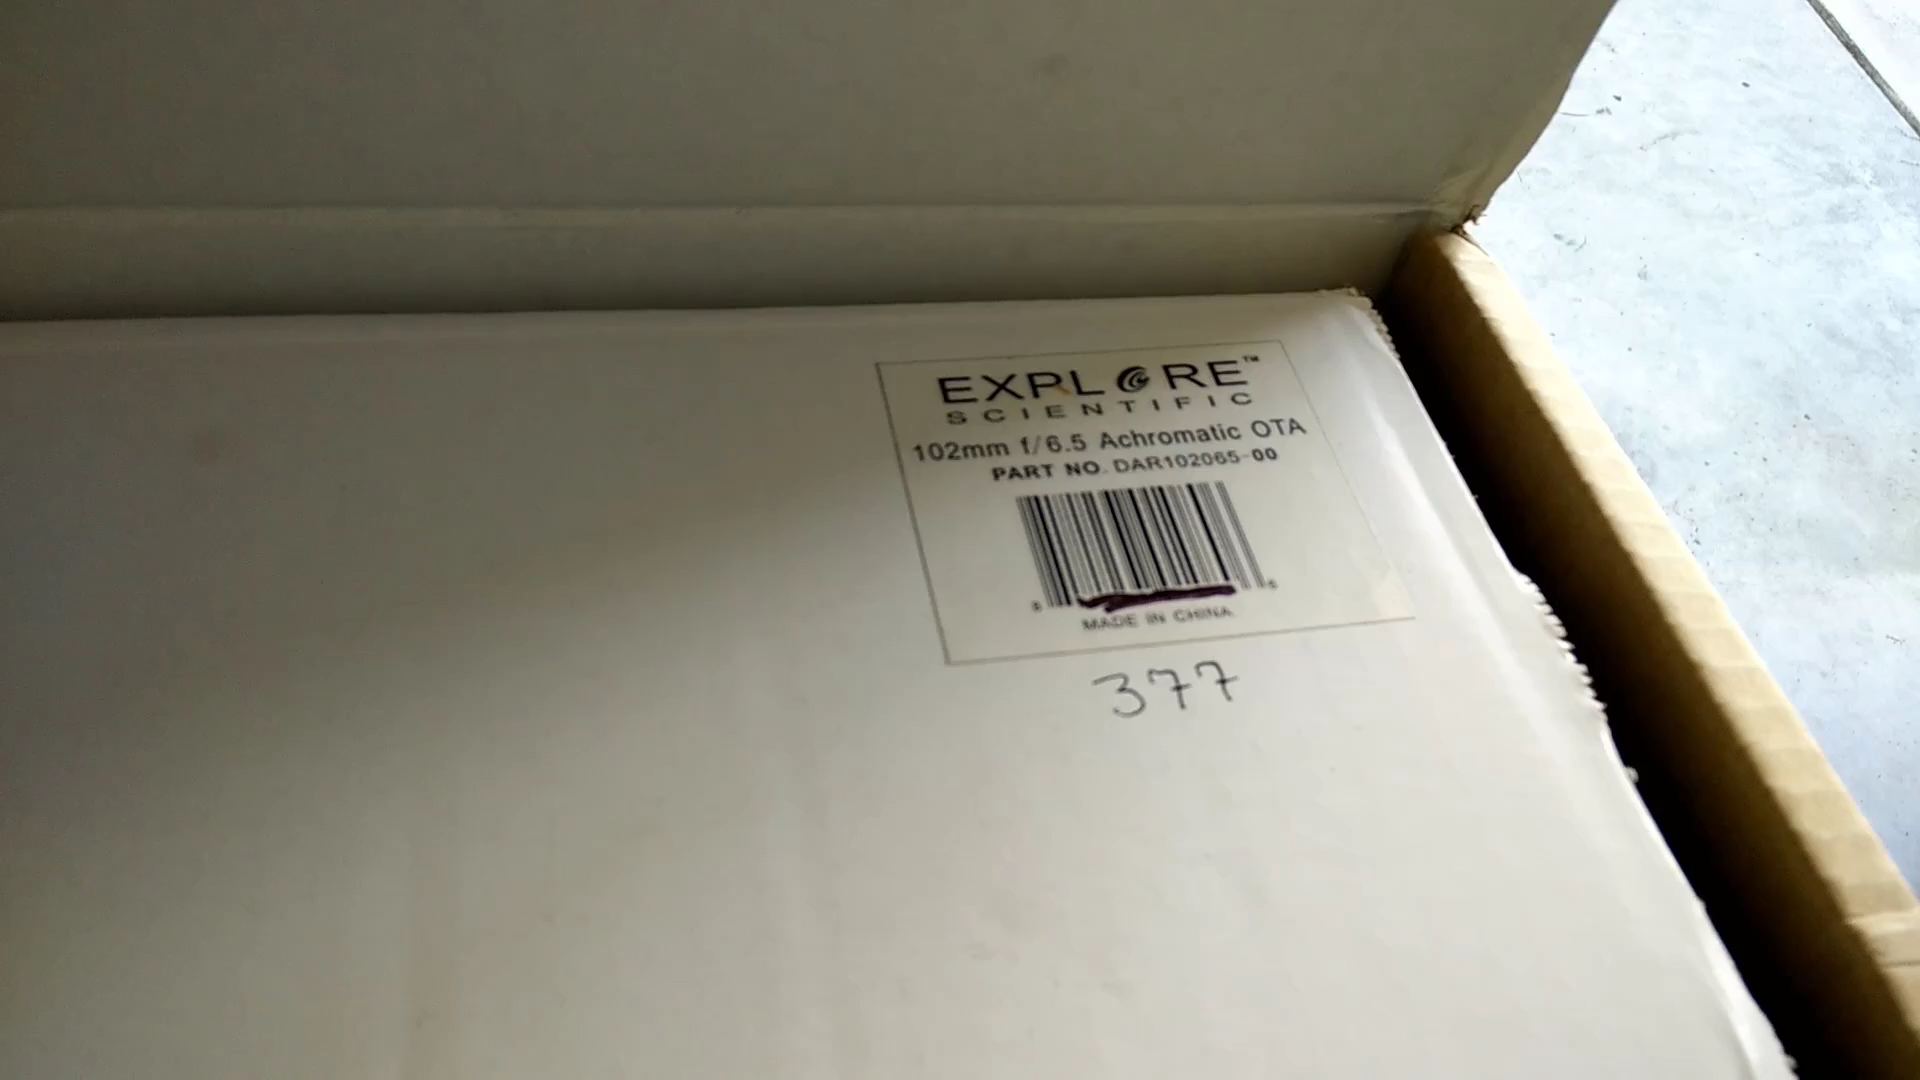 EXPLORE™
SCIENTIFIC
102mm f/6.5 Achromatic OTA
PART NO. DAR102065-00
MADE IN CHINA
377